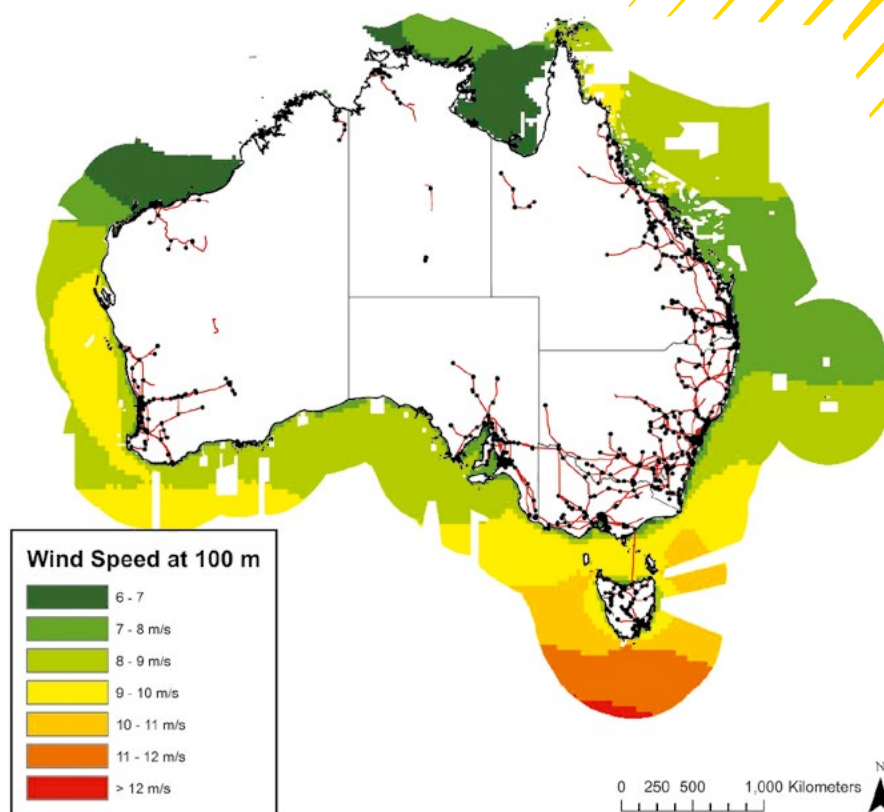 Wind Speed at 100 m
6 - 7
7 - 8 m/s
8 - 9 m/s
9 - 10 m/s
10 - 11 m/s
11 - 12 m/s
> 12 m/s
N
0 250 500 1,000 Kilometers